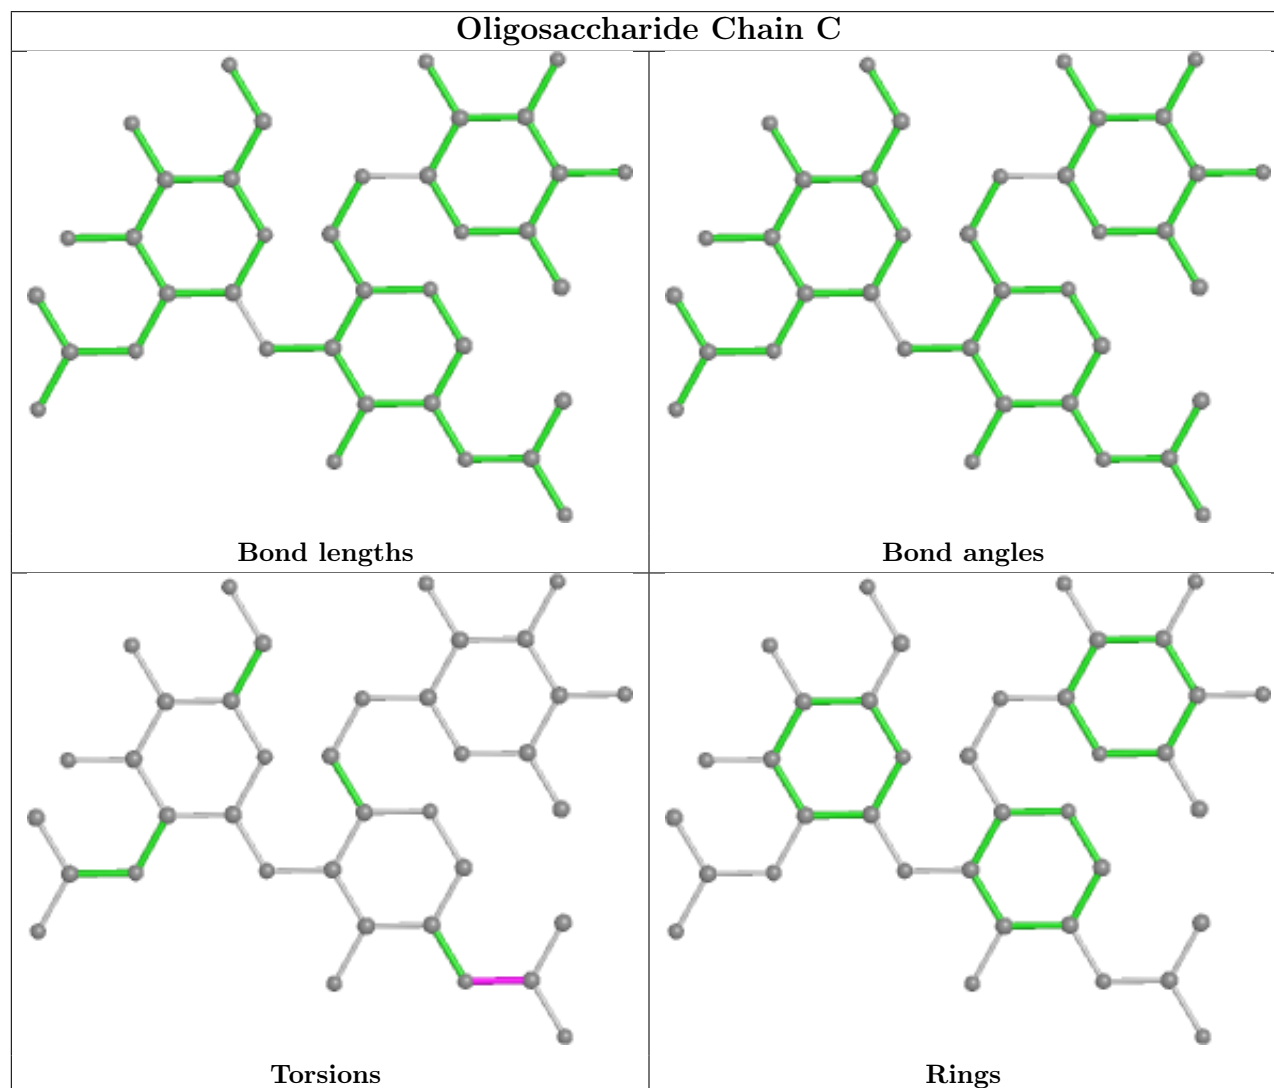 Oligosaccharide Chain C
Bond lengths
Bond angles
Torsions
Rings